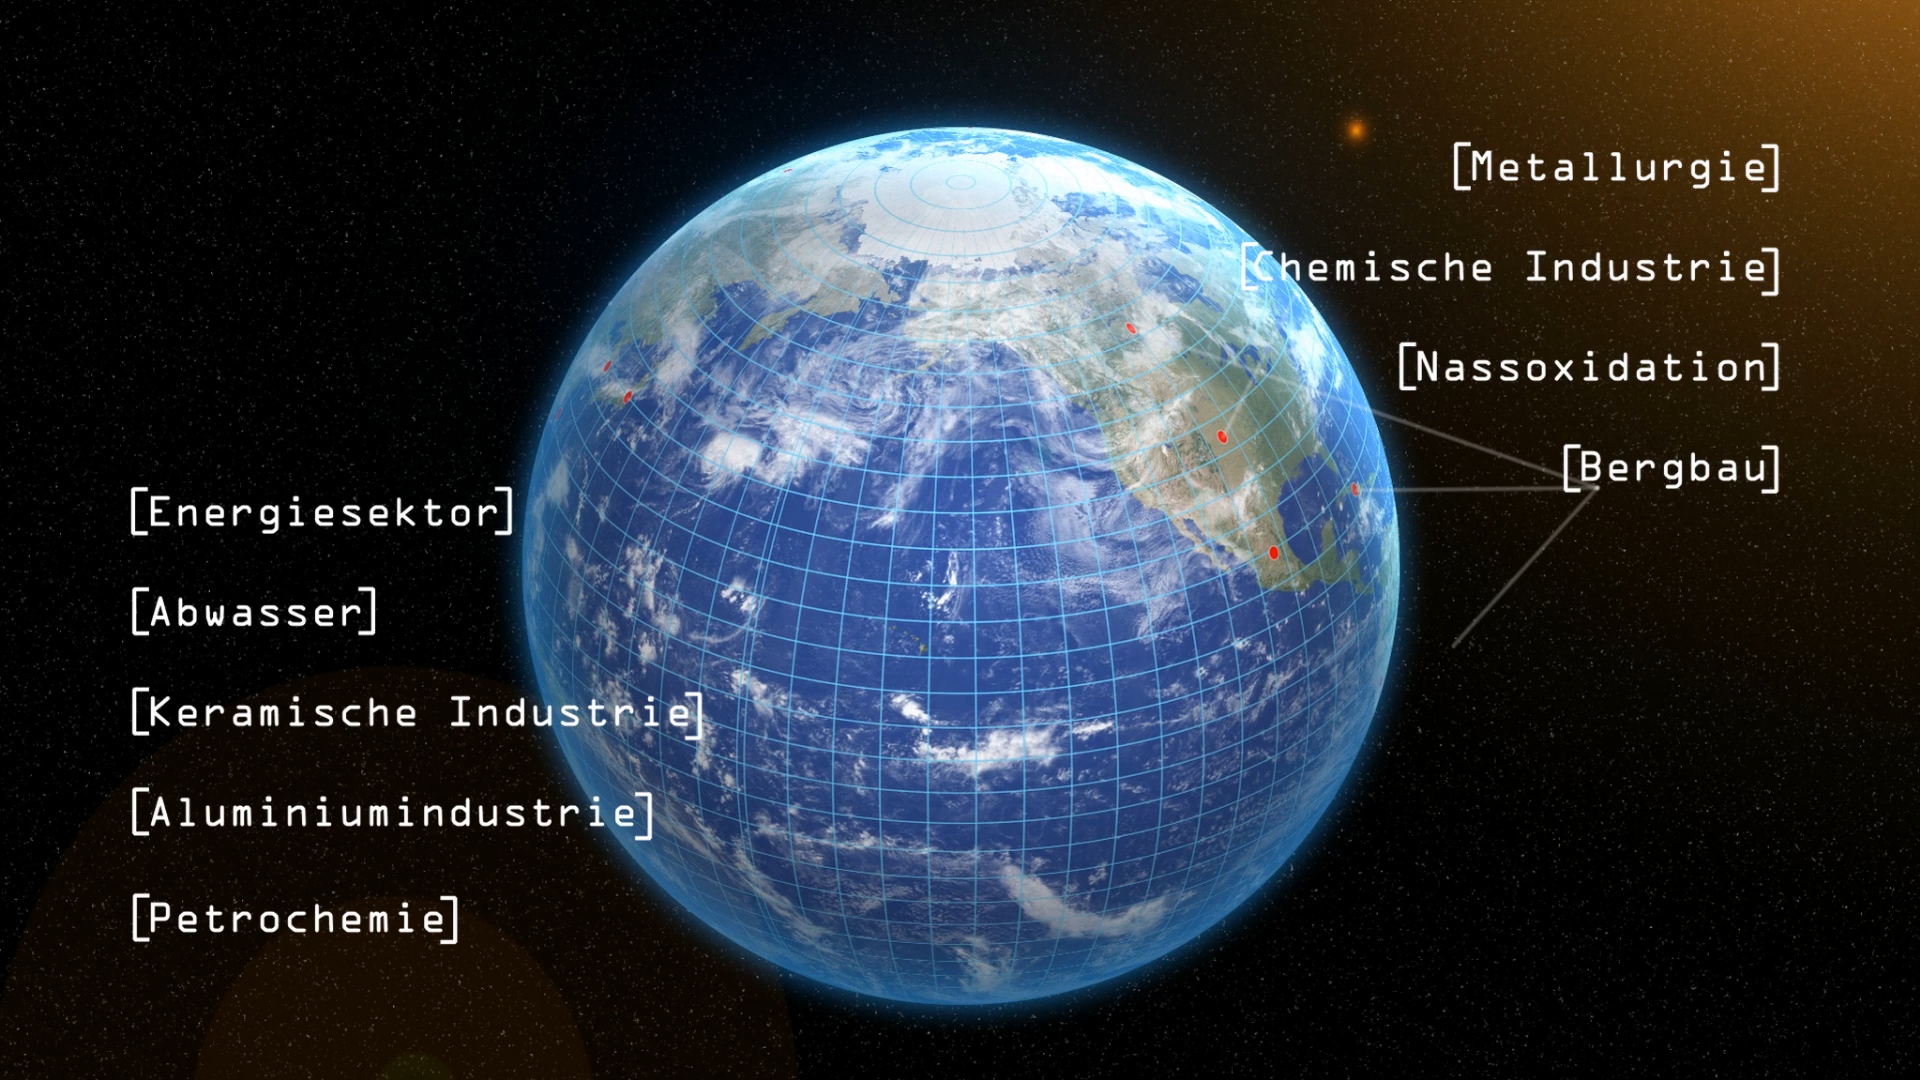 [Metallurgie]
[Chemische Industrie]
[Nassoxidation]
[Bergbau]
[Energiesektor]
[Abwasser]
[Keramische Industrie]
[Aluminiumindustrie]
[Petrochemie]